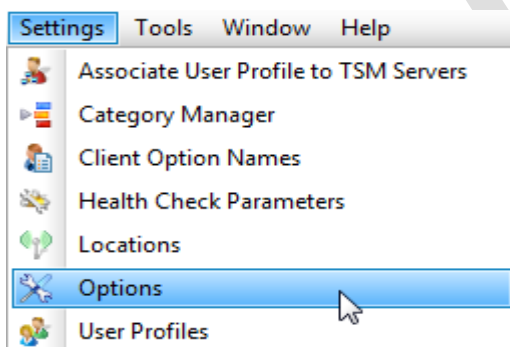 Settings Tools Window Help
Associate User Profile to TSM Servers
Category Manager
Client Option Names
Health Check Parameters
Locations
Options
User Profiles